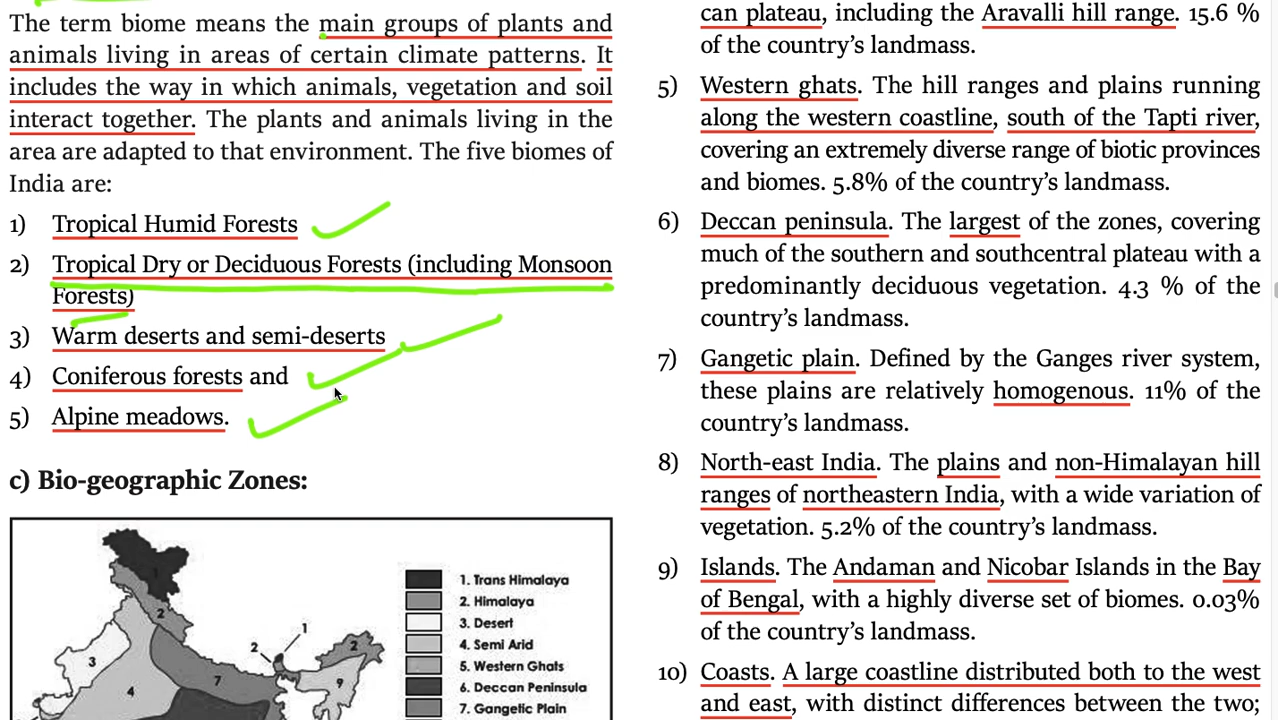 The term biome means the main groups of plants and
animals living in areas of certain climate patterns. It
includes the way in which animals, vegetation and soil
interact together. The plants and animals living in the
area are adapted to that environment. The five biomes of
India are:
1) Tropical Humid Forests
2) Tropical Dry or Deciduous Forests (including Monsoon
Forests)
3) Warm deserts and semi-deserts
4) Coniferous forests and
5) Alpine meadows.
c) Bio-geographic Zones:
1. Trans Himalaya
2. Himalaya
3. Desert
4. Semi Arid
5. Western Ghats
6. Deccan Peninsula
7. Gangetic Plain
2
1
2
2
3
4
7
9
can plateau, including the Aravalli hill range. 15.6 %
of the country's landmass.
5) Western ghats. The hill ranges and plains running
along the western coastline, south of the Tapti river,
covering an extremely diverse range of biotic provinces
and biomes. 5.8% of the country's landmass.
6) Deccan peninsula. The largest of the zones, covering
much of the southern and southcentral plateau with a
predominantly deciduous vegetation. 4.3 % of the
country's landmass.
7) Gangetic plain. Defined by the Ganges river system,
these plains are relatively homogenous. 11% of the
country's landmass.
8) North-east India. The plains and non-Himalayan hill
ranges of northeastern India, with a wide variation of
vegetation. 5.2% of the country's landmass.
9) Islands. The Andaman and Nicobar Islands in the Bay
of Bengal, with a highly diverse set of biomes. 0.03%
of the country's landmass.
10) Coasts. A large coastline distributed both to the west
and east, with distinct differences between the two;